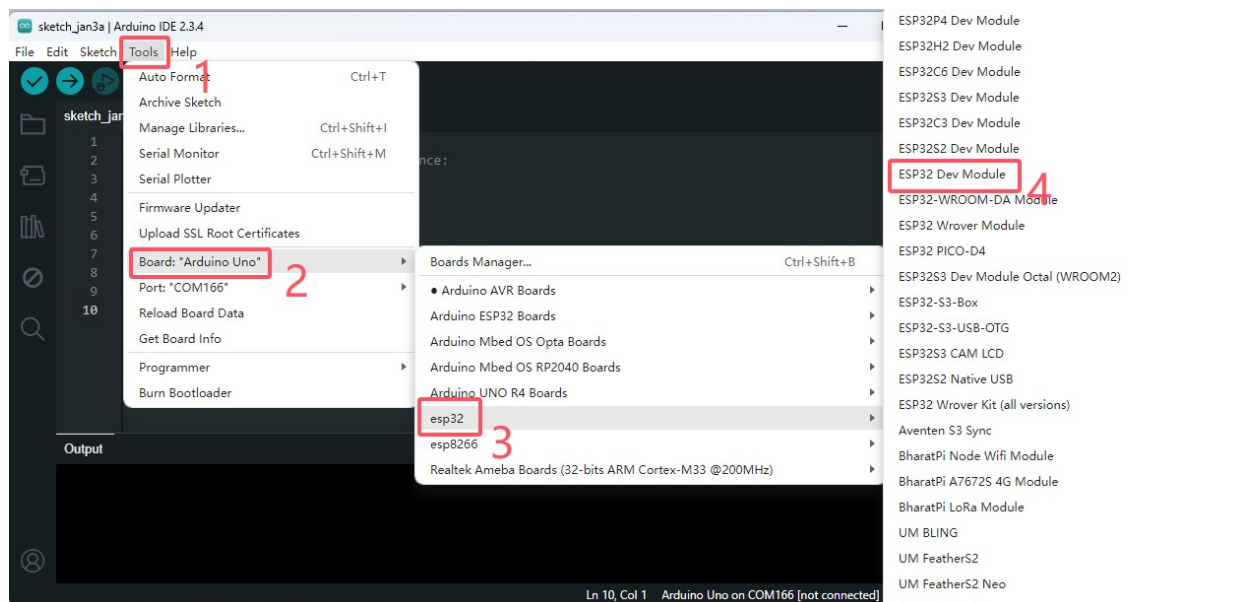 sketch_jan3a | Arduino IDE 2.3.4
File Edit Sketch Tools Help
1
sketch_jan
1
2
3
4
5
6
7
8
9
10
nce:
Auto Format Ctrl+T
Archive Sketch
Manage Libraries... Ctrl+Shift+I
Serial Monitor Ctrl+Shift+M
Serial Plotter
Firmware Updater
Upload SSL Root Certificates
Board: "Arduino Uno"
2
Port: "COM166"
Reload Board Data
Get Board Info
Programmer
Burn Bootloader
Boards Manager... Ctrl+Shift+B
Arduino AVR Boards
Arduino ESP32 Boards
Arduino Mbed OS Opta Boards
Arduino Mbed OS RP2040 Boards
Arduino UNO R4 Boards
esp32
3
esp8266
Realtek Ameba Boards (32-bits ARM Cortex-M33 @200MHz)
ESP32P4 Dev Module
ESP32H2 Dev Module
ESP32C6 Dev Module
ESP32S3 Dev Module
ESP32C3 Dev Module
ESP32S2 Dev Module
ESP32 Dev Module
4
ESP32-WROOM-DA Module
ESP32 Wrover Module
ESP32 PICO-D4
ESP32S3 Dev Module Octal (WROOM2)
ESP32-S3-Box
ESP32-S3-USB-OTG
ESP32S3 CAM LCD
ESP32S2 Native USB
ESP32 Wrover Kit (all versions)
Aventen S3 Sync
BharatPi Node Wifi Module
BharatPi A7672S 4G Module
BharatPi LoRa Module
UM BLING
UM FeatherS2
UM FeatherS2 Neo
Output
Ln 10, Col 1 Arduino Uno on COM166 [not connected]